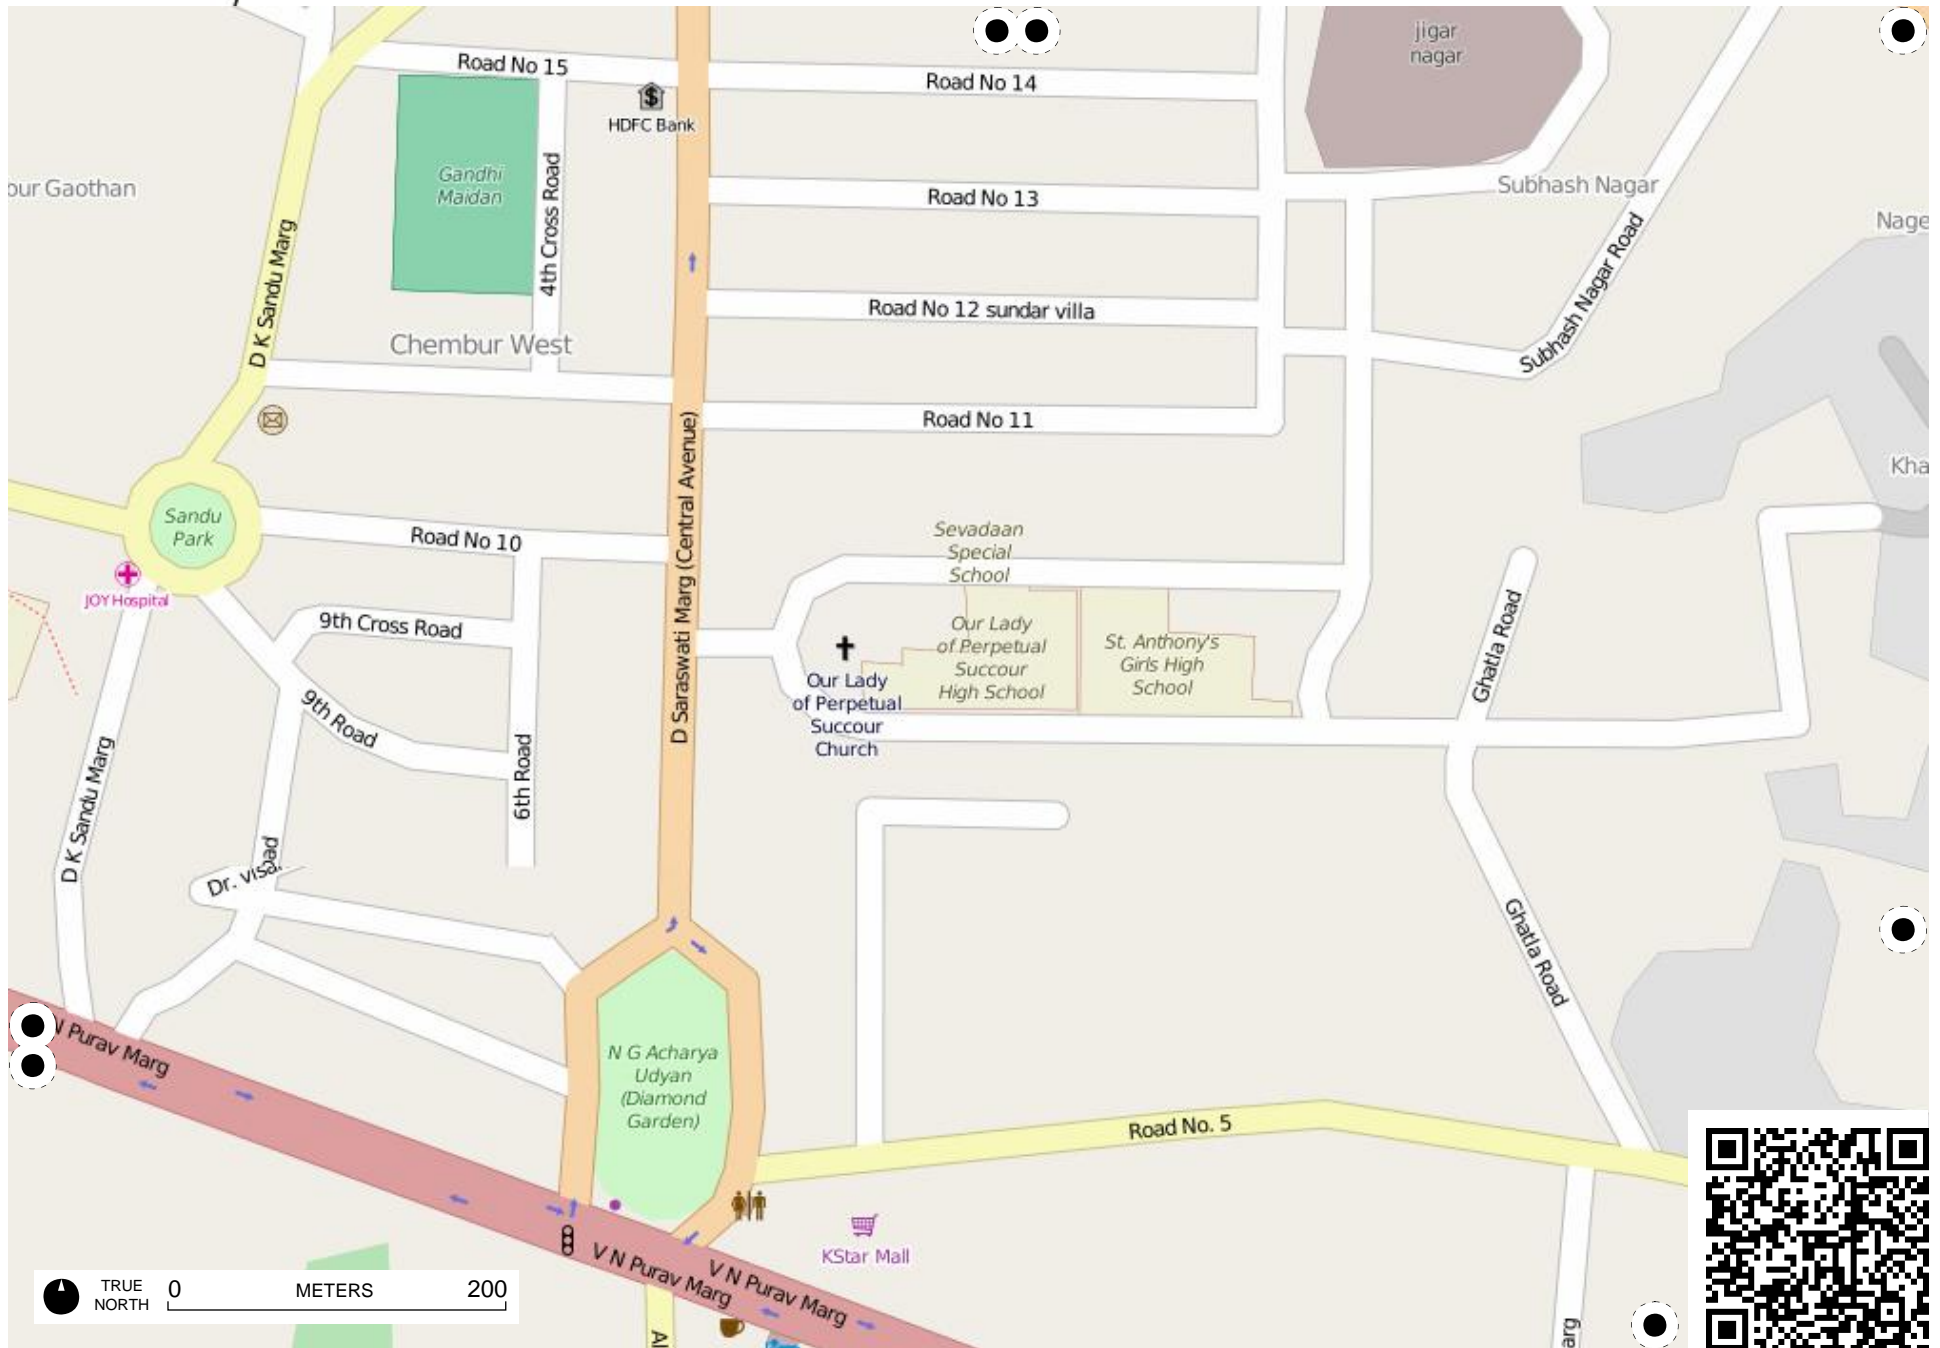 Road No 15
jigar
nagar
Road No 14
HDFC Bank
Gandhi
Maidan
Road No 13
Subhash Nagar
4th Cross Road
Nage
Subhash Nagar Road
D K Sandu Marg
Road No 12 sundar villa
Chembur West
Road No 11
D Saraswati Marg (Central Avenue)
Kha
Sandu
Park
Road No 10
Sevadaan
Special
School
JOY Hospital
9th Cross Road
Our Lady
of Perpetual
Succour
High School
St. Anthony's
Girls High
School
Ghatla Road
Our Lady
of Perpetual
Succour
Church
9th Road
6th Road
D K Sandu Marg
Dr.
Ghatla Road
N Purav Marg
N G Acharya
Udyan
(Diamond
Garden)
Road No. 5
KStar Mall
V N Purav Marg
V N Purav Marg
TRUE
NORTH
0 METERS 200
Al
arg